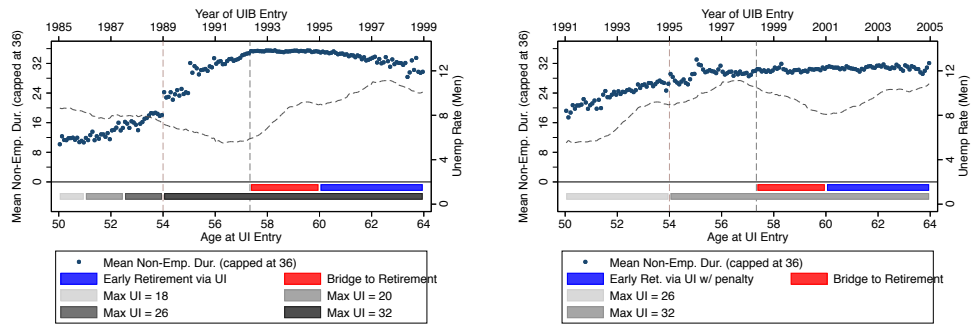 Year of UIB Entry
1985 1987 1989 1991 1993 1995 1997 1999
Mean Non-Emp. Dur. (capped at 36)
32
24
16
8
0
Unemp Rate (Men)
12
8
4
0
50 52 54 56 58 60 62 64
Age at UI Entry
Mean Non-Emp. Dur. (capped at 36)
Early Retirement via UI Bridge to Retirement
Max UI = 18 Max UI = 20
Max UI = 26 Max UI = 32
Year of UIB Entry
1991 1993 1995 1997 1999 2001 2003 2005
Mean Non-Emp. Dur. (capped at 36)
32
24
16
8
0
Unemp Rate (Men)
12
8
4
0
50 52 54 56 58 60 62 64
Age at UI Entry
Mean Non-Emp. Dur. (capped at 36)
Early Ret. via UI w/ penalty Bridge to Retirement
Max UI = 26
Max UI = 32